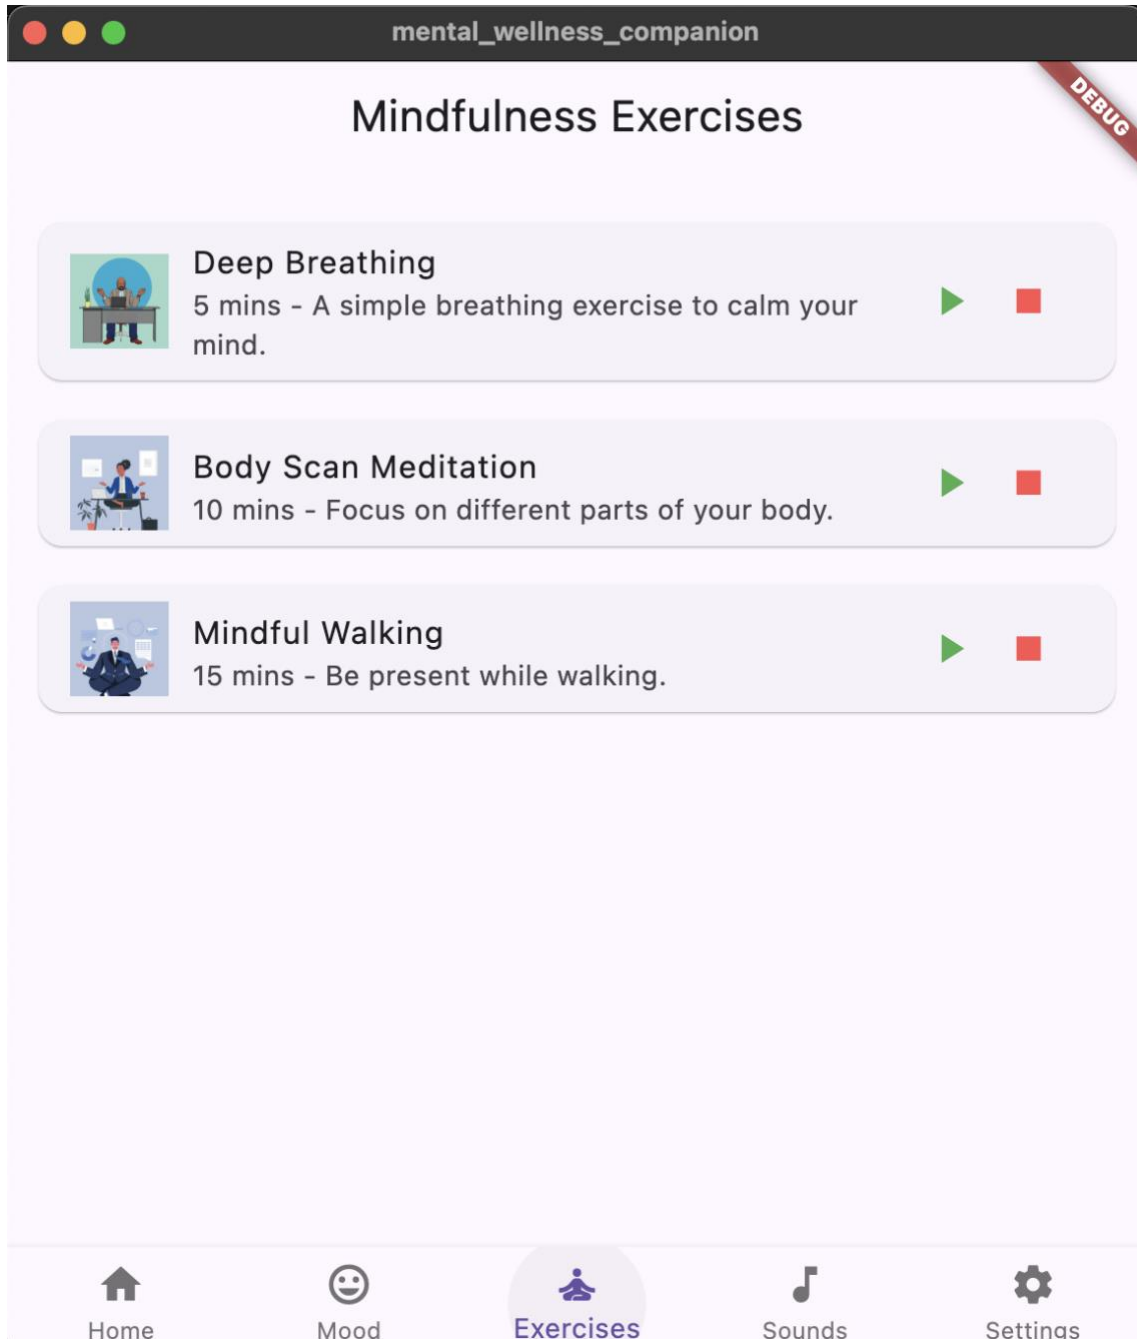 mental_wellness_companion
DEBUG
Mindfulness Exercises
Deep Breathing
5 mins - A simple breathing exercise to calm your
mind.
Body Scan Meditation
10 mins - Focus on different parts of your body.
Mindful Walking
15 mins - Be present while walking.
Home
Mood
Exercises
Sounds
Settings